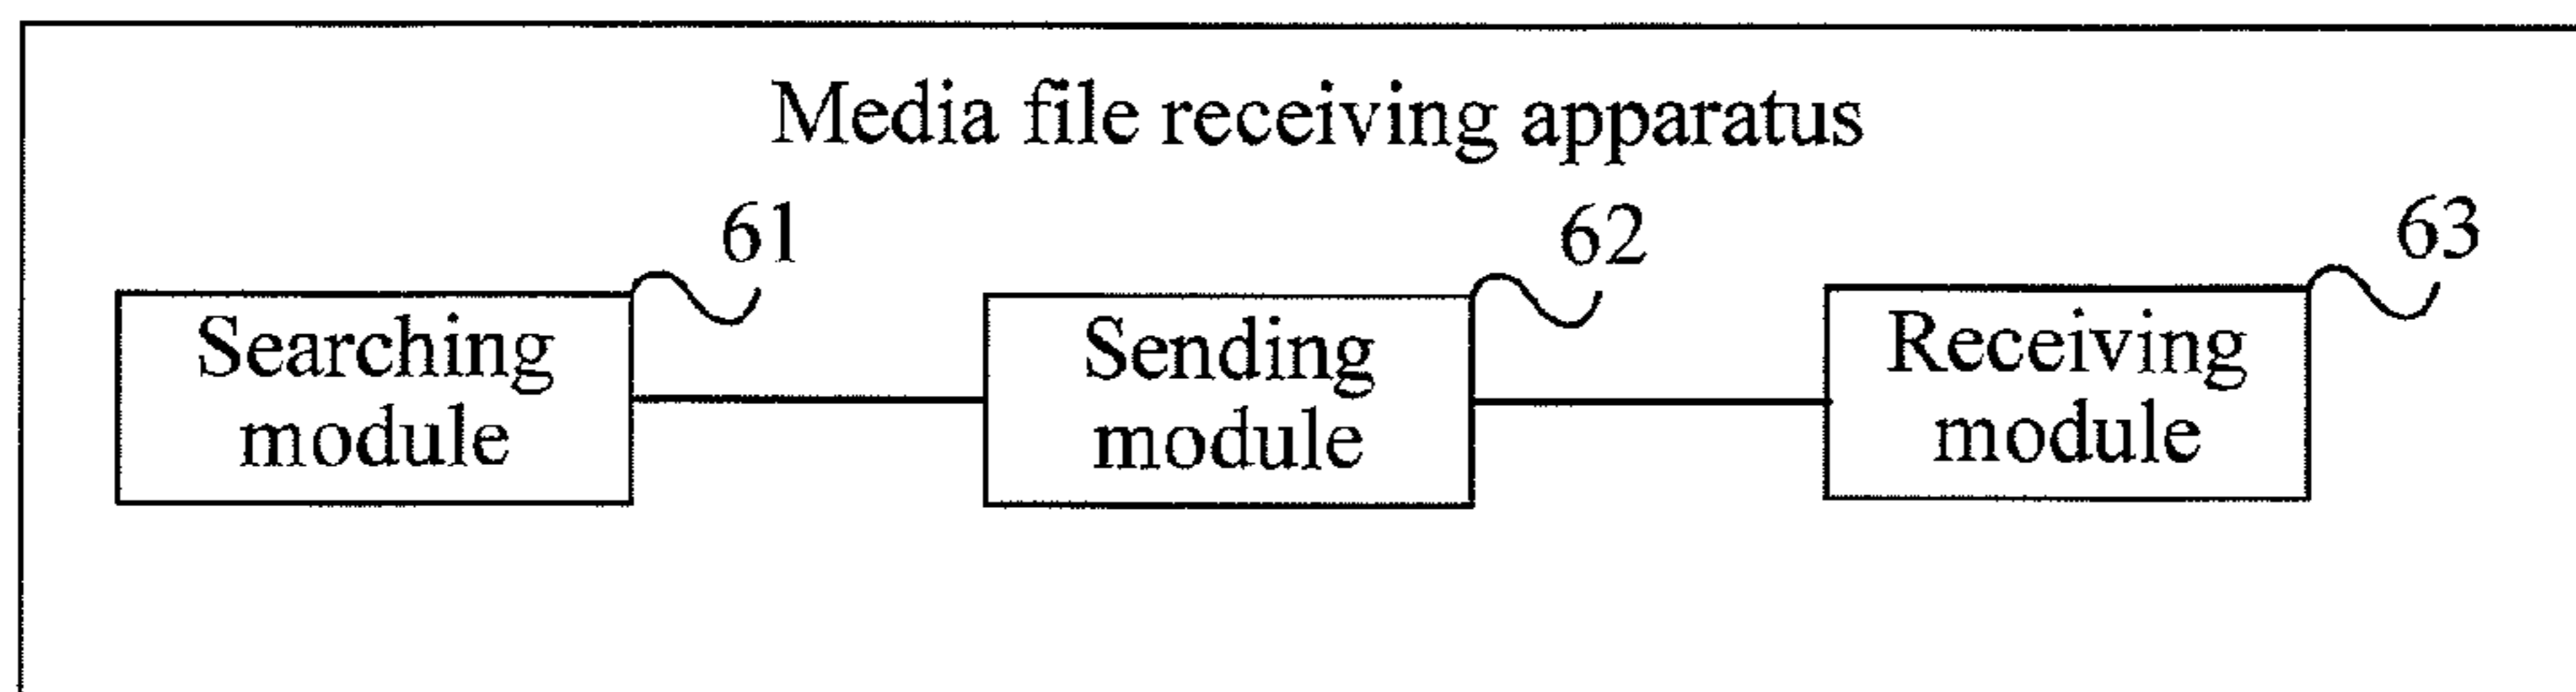 Media file receiving apparatus
61
62
63
Searching
module
Sending
module
Receiving
module